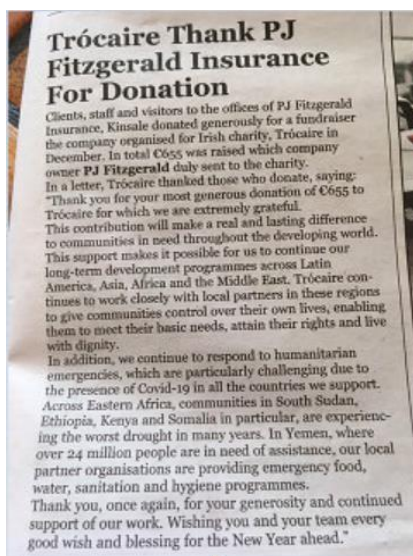 Trócaire Thank PJ
Fitzgerald Insurance
For Donation
Clients, staff and visitors to the offices of PJ Fitzgerald
Insurance, Kinsale donated generously for a fundraiser
the company organised for Irish charity, Trócaire in
December. In total €655 was raised which company
owner PJ Fitzgerald duly sent to the charity.
In a letter, Trócaire thanked those who donate, saying:
"Thank you for your most generous donation of €655 to
Trócaire for which we are extremely grateful.
This contribution will make a real and lasting difference
to communities in need throughout the developing world.
This support makes it possible for us to continue our
long-term development programmes across Latin
America, Asia, Africa and the Middle East. Trócaire con-
tinues to work closely with local partners in these regions
to give communities control over their own lives, enabling
them to meet their basic needs, attain their rights and live
with dignity.
In addition, we continue to respond to humanitarian
emergencies, which are particularly challenging due to
the presence of Covid-19 in all the countries we support.
Across Eastern Africa, communities in South Sudan,
Ethiopia, Kenya and Somalia in particular, are experienc-
ing the worst drought in many years. In Yemen, where
over 24 million people are in need of assistance, our local
partner organisations are providing emergency food,
water, sanitation and hygiene programmes.
Thank you, once again, for your generosity and continued
support of our work. Wishing you and your team every
good wish and blessing for the New Year ahead."